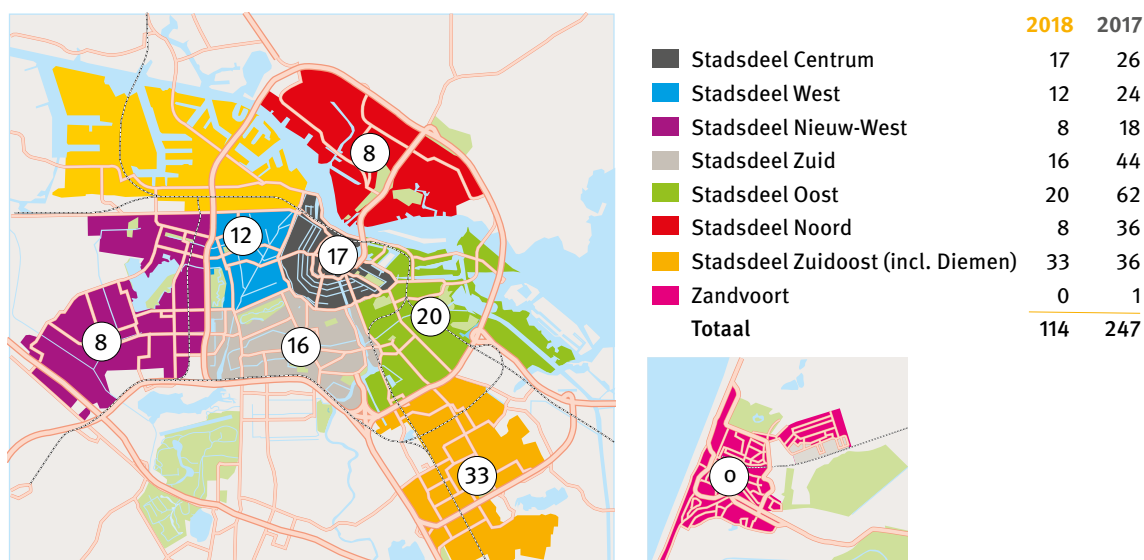 2018 2017
Stadsdeel Centrum 17 26
Stadsdeel West 12 24
Stadsdeel Nieuw-West 8 18
Stadsdeel Zuid 16 44
Stadsdeel Oost 20 62
Stadsdeel Noord 8 36
Stadsdeel Zuidoost (incl. Diemen) 33 36
Zandvoort 0 1
Totaal 114 247
8
12
17
20
8
16
33
0